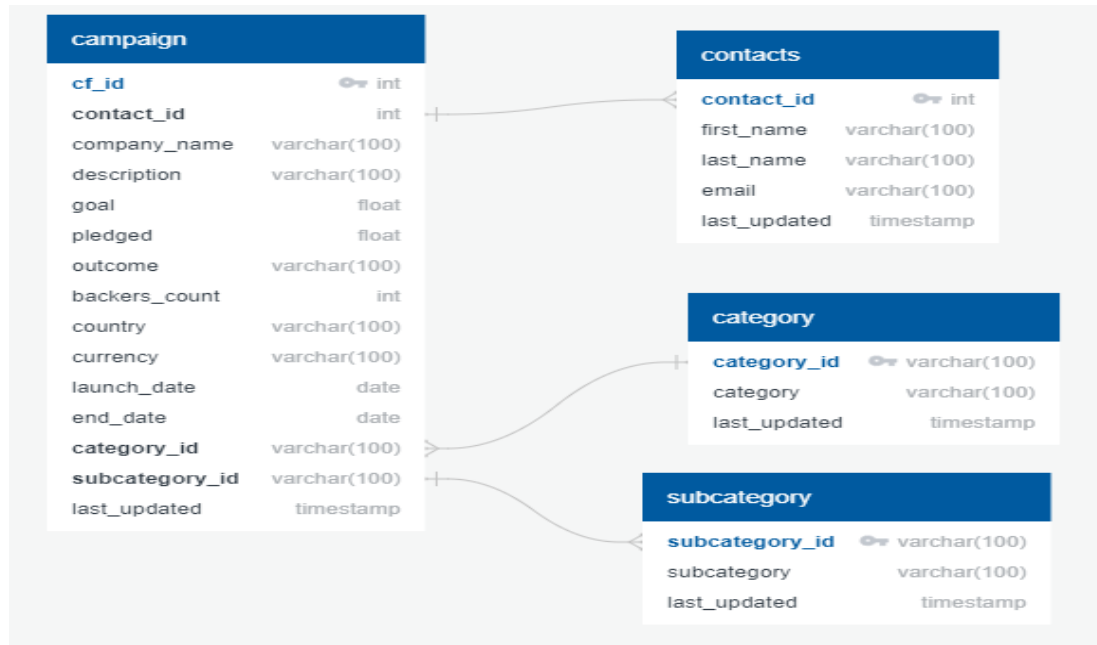 campaign
cf_id int
contact_id int
company_name varchar(100)
description varchar(100)
goal float
pledged float
outcome varchar(100)
backers_count int
country varchar(100)
currency varchar(100)
launch_date date
end_date date
category_id varchar(100)
subcategory_id varchar(100)
last_updated timestamp
contacts
contact_id int
first_name varchar(100)
last_name varchar(100)
email varchar(100)
last_updated timestamp
category
category_id varchar(100)
category varchar(100)
last_updated timestamp
subcategory
subcategory_id varchar(100)
subcategory varchar(100)
last_updated timestamp